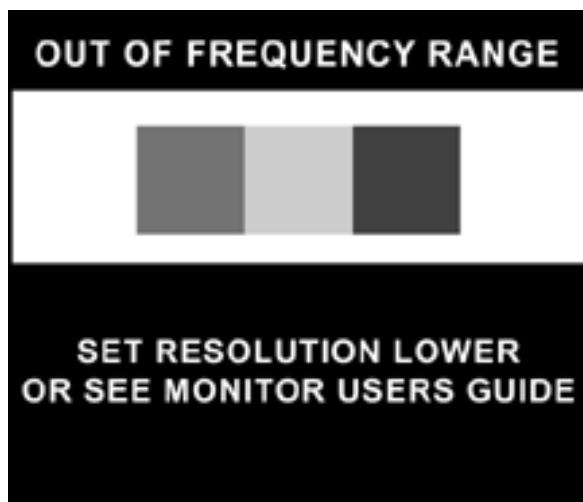 OUT OF FREQUENCY RANGE
SET RESOLUTION LOWER
OR SEE MONITOR USERS GUIDE